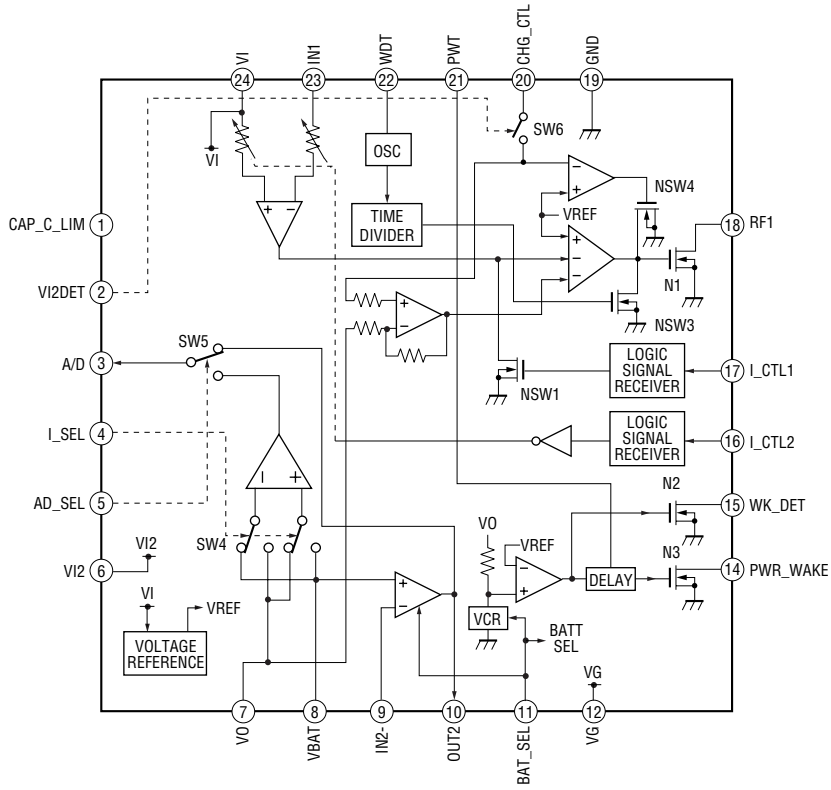 VI
IN1
WDT
PWT
CHG_CTL
GND
24
23
22
21
20
19
VI
OSC
SW6
TIME
DIVIDER
VREF
NSW4
CAP_C_LIM
1
18
RF1
N1
VI2DET
2
NSW3
SW5
A/D
3
LOGIC
SIGNAL
RECEIVER
17
I_CTL1
NSW1
I_SEL
4
LOGIC
SIGNAL
RECEIVER
16
I_CTL2
AD_SEL
5
N2
15
WK_DET
SW4
VI2
6
VI2
VO
VREF
N3
14
PWR_WAKE
DELAY
VI
VREF
VOLTAGE
REFERENCE
VCR
BATT
SEL
VG
+
−
−
+
+
−
−
+
−
−
+
+
−
−
+
7
8
9
10
11
12
VO
VBAT
IN2-
OUT2
BAT_SEL
VG